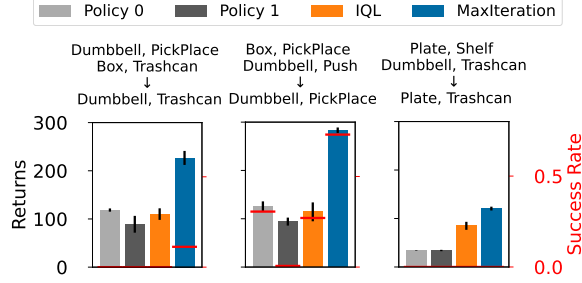 Policy 0 Policy 1 IQL MaxIteration
Dumbbell, PickPlace
Box, Trashcan
↓
Dumbbell, Trashcan
Box, PickPlace
Dumbbell, Push
↓
Dumbbell, PickPlace
Plate, Shelf
Dumbbell, Trashcan
↓
Plate, Trashcan
Returns
300
200
100
0
0.5
0.0
Success Rate